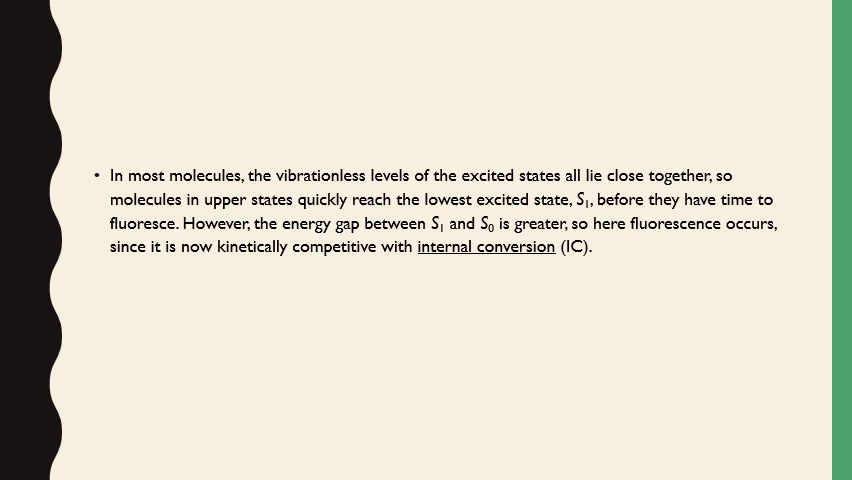 • In most molecules, the vibrationless levels of the excited states all lie close together, so
molecules in upper states quickly reach the lowest excited state, S₁, before they have time to
fluoresce. However, the energy gap between S₁ and S₀ is greater, so here fluorescence occurs,
since it is now kinetically competitive with internal conversion (IC).